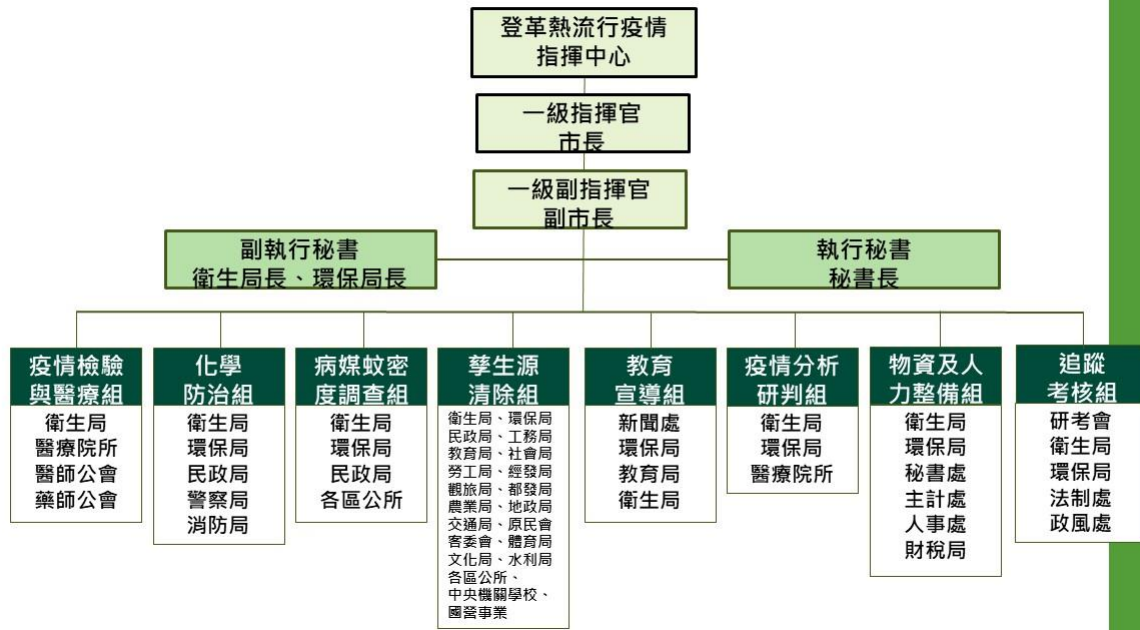 登革熱流行疫情
指揮中心
一級指揮官
市長
一級副指揮官
副市長
副執行秘書
衛生局長、環保局長
執行秘書
秘書長
疫情檢驗
與醫療組
衛生局
醫療院所
醫師公會
藥師公會
化學
防治組
衛生局
環保局
民政局
警察局
消防局
病媒蚊密
度調查組
衛生局
環保局
民政局
各區公所
孳生源
清除組
衛生局、環保局
民政局、工務局
教育局、社會局
勞工局、經發局
觀旅局、都發局
農業局、地政局
交通局、原民會
客委會、體育局
文化局、水利局
各區公所、
中央機關學校、
國營事業
教育
宣導組
新聞處
環保局
教育局
衛生局
疫情分析
研判組
衛生局
環保局
醫療院所
物資及人
力整備組
衛生局
環保局
秘書處
主計處
人事處
財稅局
追蹤
考核組
研考會
衛生局
環保局
法制處
政風處